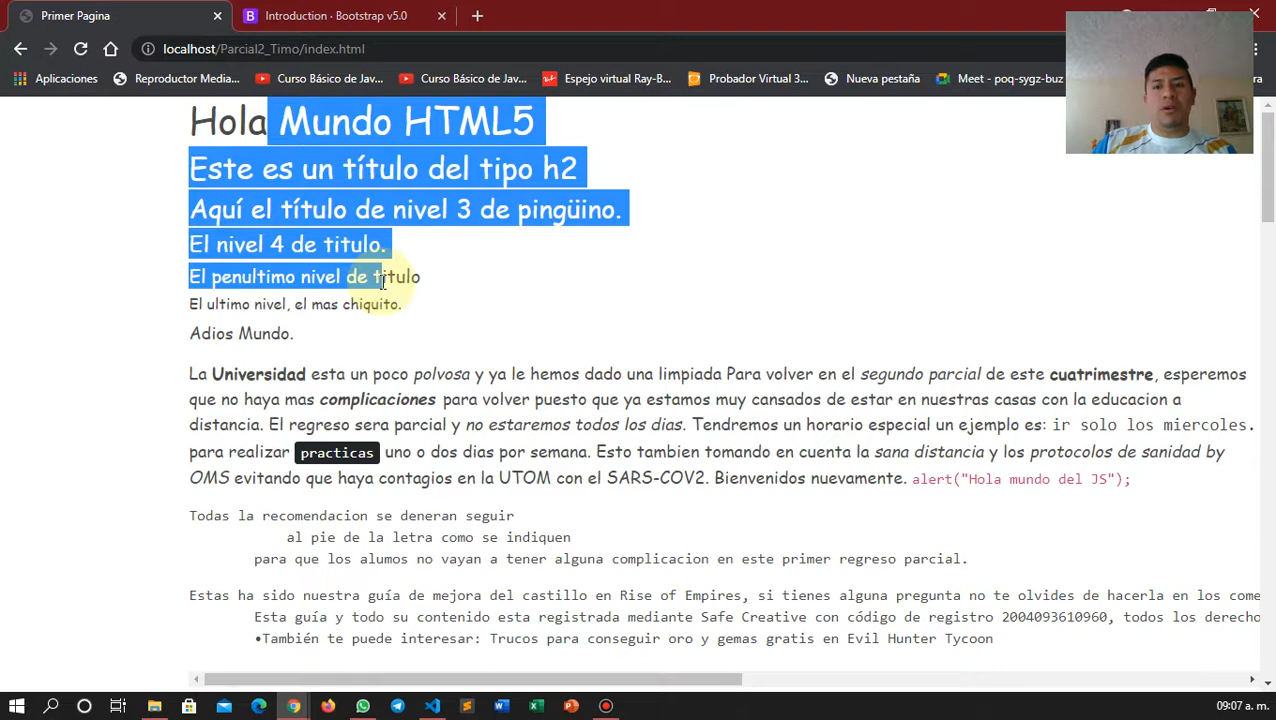 Primer Pagina
Introduction · Bootstrap v5.0
localhost/Parcial2_Timo/index.html
Aplicaciones
Reproductor Media...
Curso Básico de Jav...
Curso Básico de Jav...
Espejo virtual Ray-B...
Probador Virtual 3...
Nueva pestaña
Meet - poq-sygz-buz
ra
Hola Mundo HTML5
Este es un título del tipo h2
Aquí el título de nivel 3 de pingüino.
El nivel 4 de titulo.
El penultimo nivel de titulo
El ultimo nivel, el mas chiquito.
Adios Mundo.
La Universidad esta un poco polvosa y ya le hemos dado una limpiada Para volver en el segundo parcial de este cuatrimestre, esperemos
que no haya mas complicaciones para volver puesto que ya estamos muy cansados de estar en nuestras casas con la educacion a
distancia. El regreso sera parcial y no estaremos todos los dias. Tendremos un horario especial un ejemplo es: ir solo los miercoles.
para realizar practicas uno o dos dias por semana. Esto tambien tomando en cuenta la sana distancia y los protocolos de sanidad by
OMS evitando que haya contagios en la UTOM con el SARS-COV2. Bienvenidos nuevamente. alert("Hola mundo del JS");
Todas la recomendacion se deneran seguir
al pie de la letra como se indiquen
para que los alumos no vayan a tener alguna complicacion en este primer regreso parcial.
Estas ha sido nuestra guía de mejora del castillo en Rise of Empires, si tienes alguna pregunta no te olvides de hacerla en los come
Esta guía y todo su contenido esta registrada mediante Safe Creative con código de registro 2004093610960, todos los derecho
•También te puede interesar: Trucos para conseguir oro y gemas gratis en Evil Hunter Tycoon
09:07 a. m.